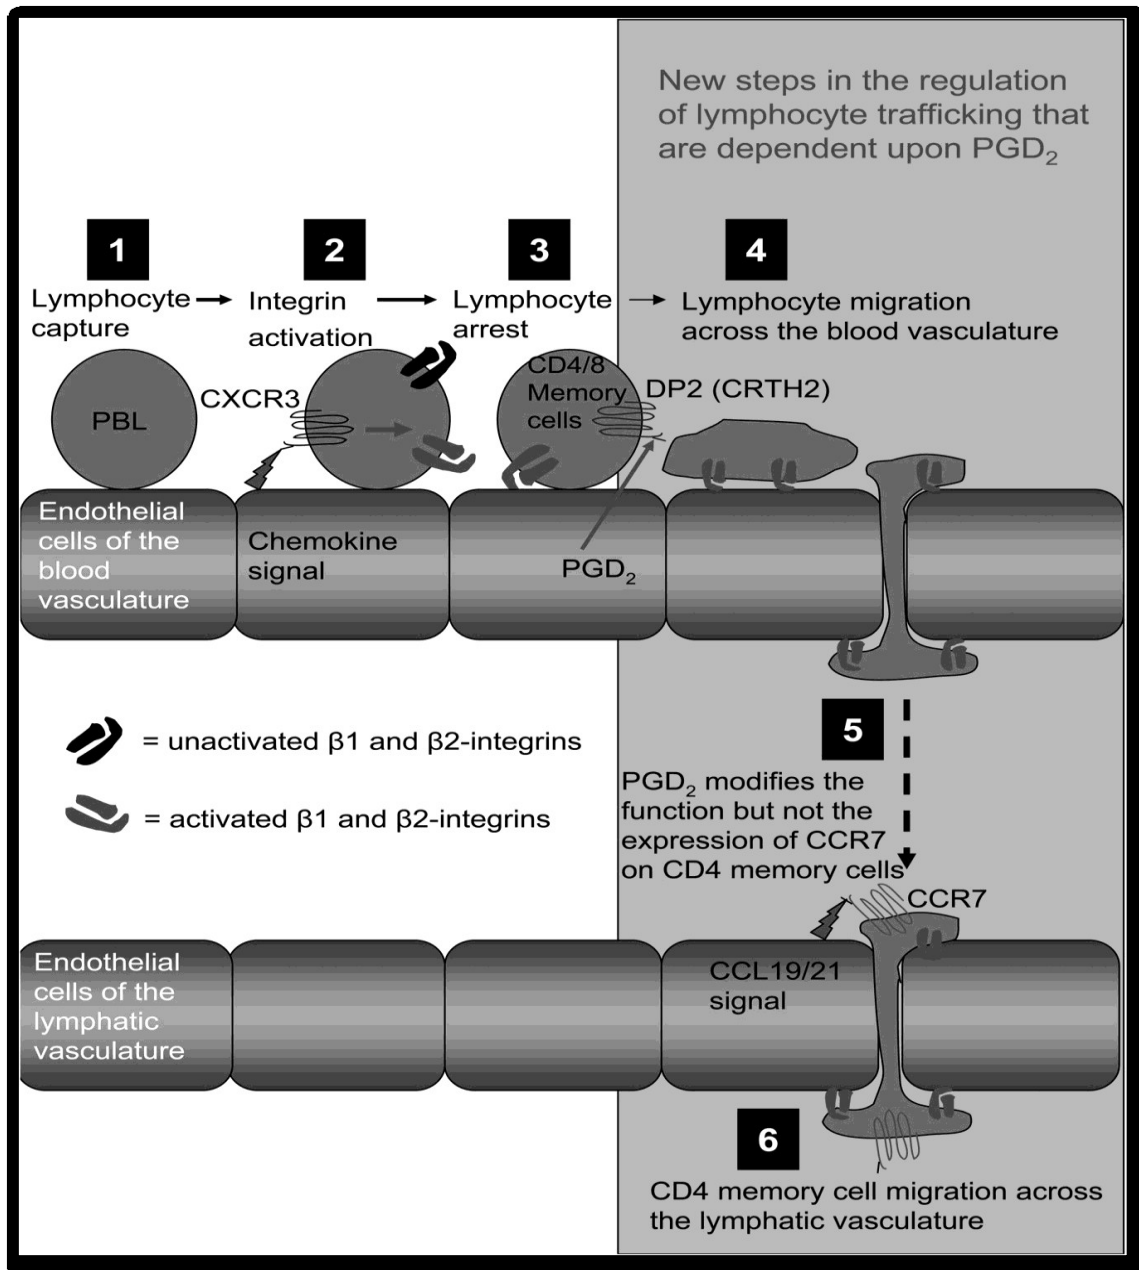 New steps in the regulation
of lymphocyte trafficking that
are dependent upon PGD₂
1
2
3
4
Lymphocyte
capture
Integrin
activation
Lymphocyte
arrest
Lymphocyte migration
across the blood vasculature
PBL
CXCR3
CD4/8
Memory
cells
DP2 (CRTH2)
Endothelial
cells of the
blood
vasculature
Chemokine
signal
PGD₂
= unactivated β1 and β2-integrins
= activated β1 and β2-integrins
5
PGD₂ modifies the
function but not the
expression of CCR7
on CD4 memory cells
CCR7
Endothelial
cells of the
lymphatic
vasculature
CCL19/21
signal
6
CD4 memory cell migration across
the lymphatic vasculature